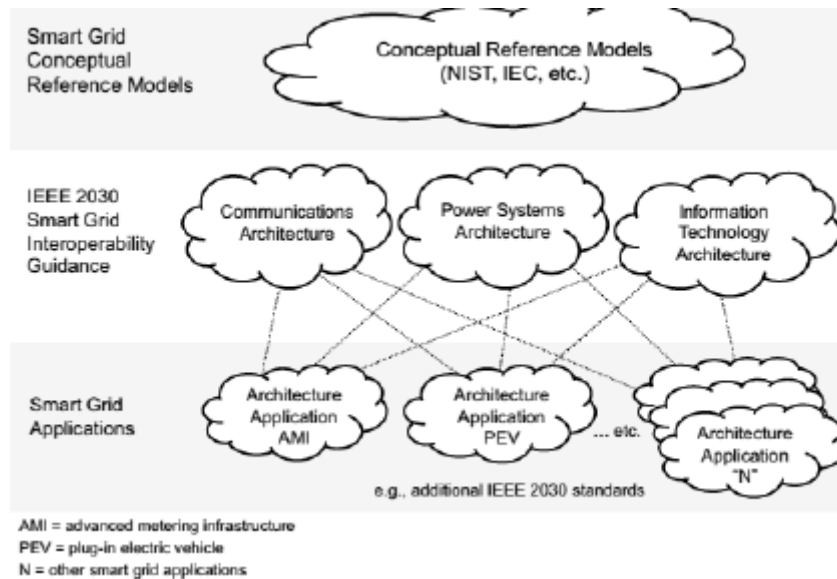 Smart Grid
Conceptual
Reference Models
Conceptual Reference Models
(NIST, IEC, etc.)
IEEE 2030
Smart Grid
Interoperability
Guidance
Communications
Architecture
Power Systems
Architecture
Information
Technology
Architecture
Smart Grid
Applications
Architecture
Application
AMI
Architecture
Application
PEV
... etc.
Architecture
Application
"N"
e.g., additional IEEE 2030 standards
AMI = advanced metering infrastructure
PEV = plug-in electric vehicle
N = other smart grid applications